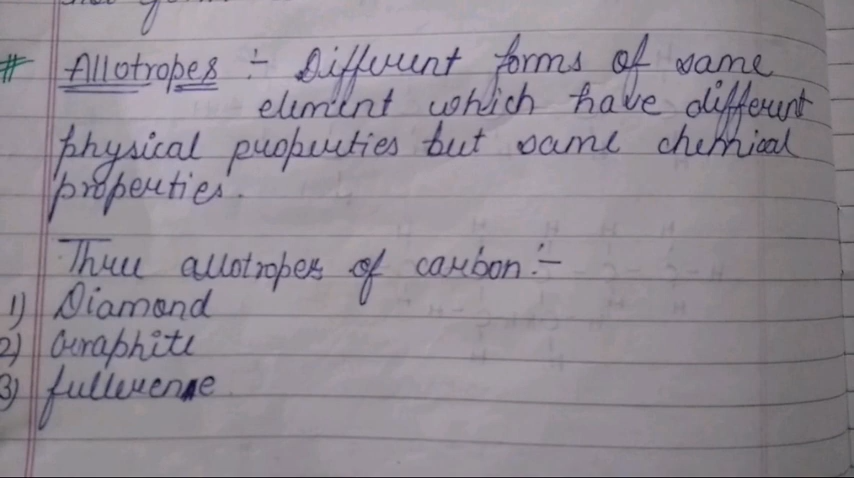 # Allotropes :- Different forms of same
element which have different
physical properties but same chemical
properties.
Three allotropes of carbon :-
1) Diamond
2) Graphite
3) fullerene